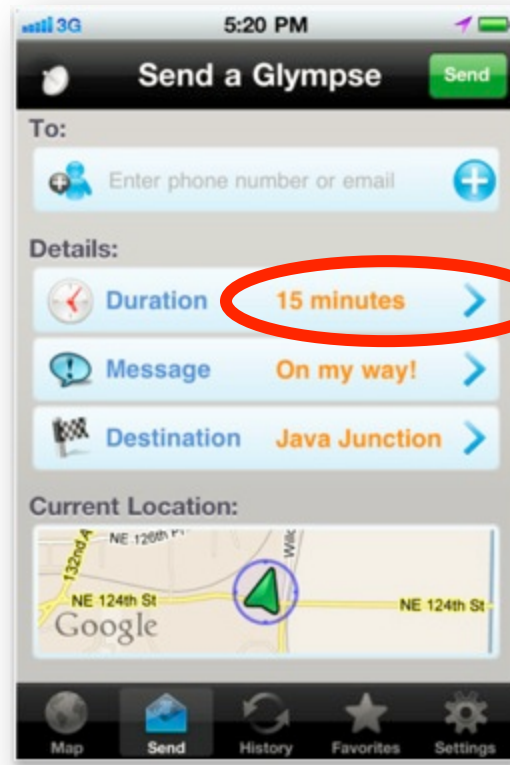 3G 5:20 PM
Send a Glympse Send
To:
Enter phone number or email
Details:
Duration 15 minutes
Message On my way!
Destination Java Junction
Current Location:
NE 126th
132nd A
NE 124th St NE 124th St
Google
Map Send History Favorites Settings